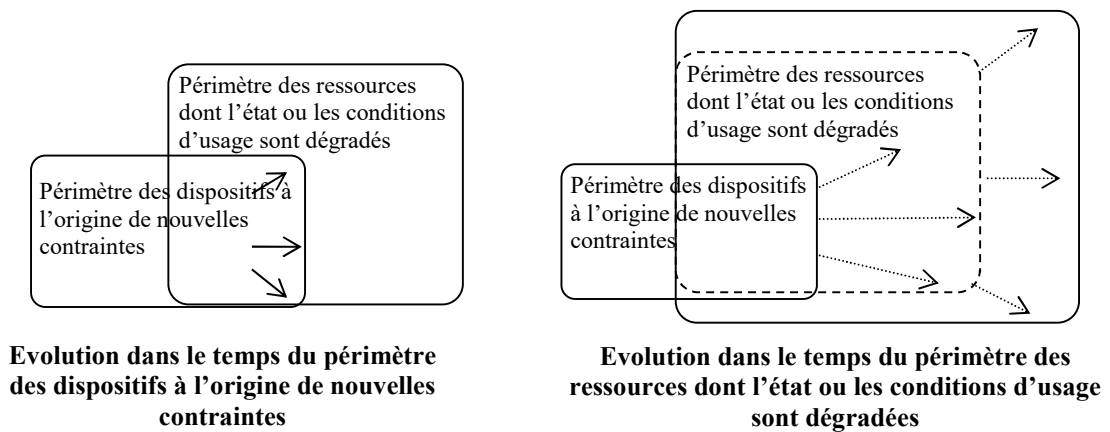 Périmètre des ressources
dont l’état ou les conditions
d’usage sont dégradés
Périmètre des dispositifs à
l’origine de nouvelles
contraintes
Evolution dans le temps du périmètre
des dispositifs à l’origine de nouvelles
contraintes
Périmètre des ressources
dont l’état ou les conditions
d’usage sont dégradés
Périmètre des dispositifs
à l’origine de nouvelles
contraintes
Evolution dans le temps du périmètre des
ressources dont l’état ou les conditions d’usage
sont dégradées